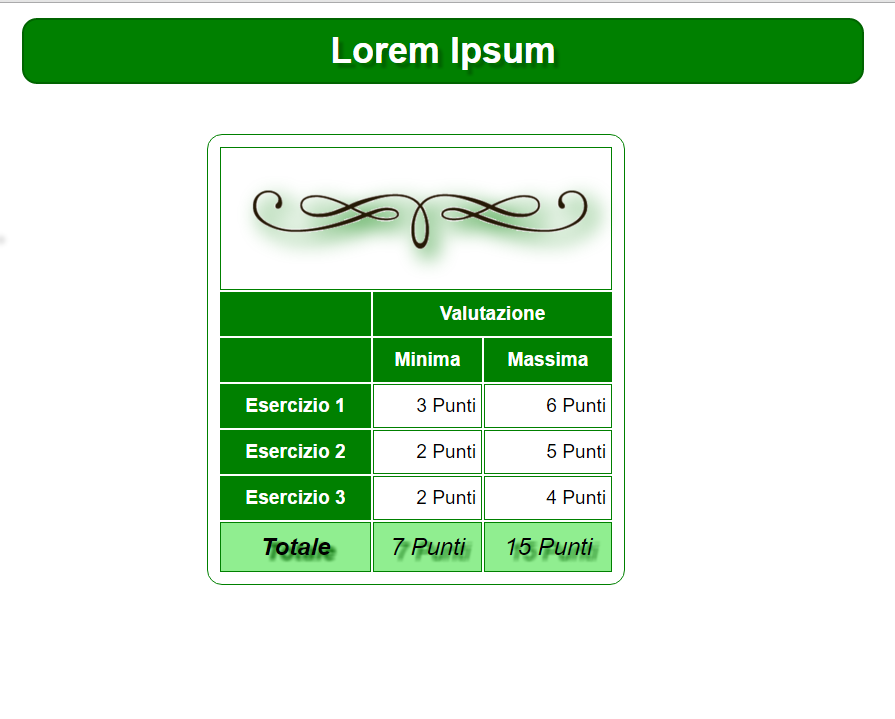 Lorem Ipsum
Valutazione
Minima Massima
Esercizio 1 3 Punti 6 Punti
Esercizio 2 2 Punti 5 Punti
Esercizio 3 2 Punti 4 Punti
Totale 7 Punti 15 Punti